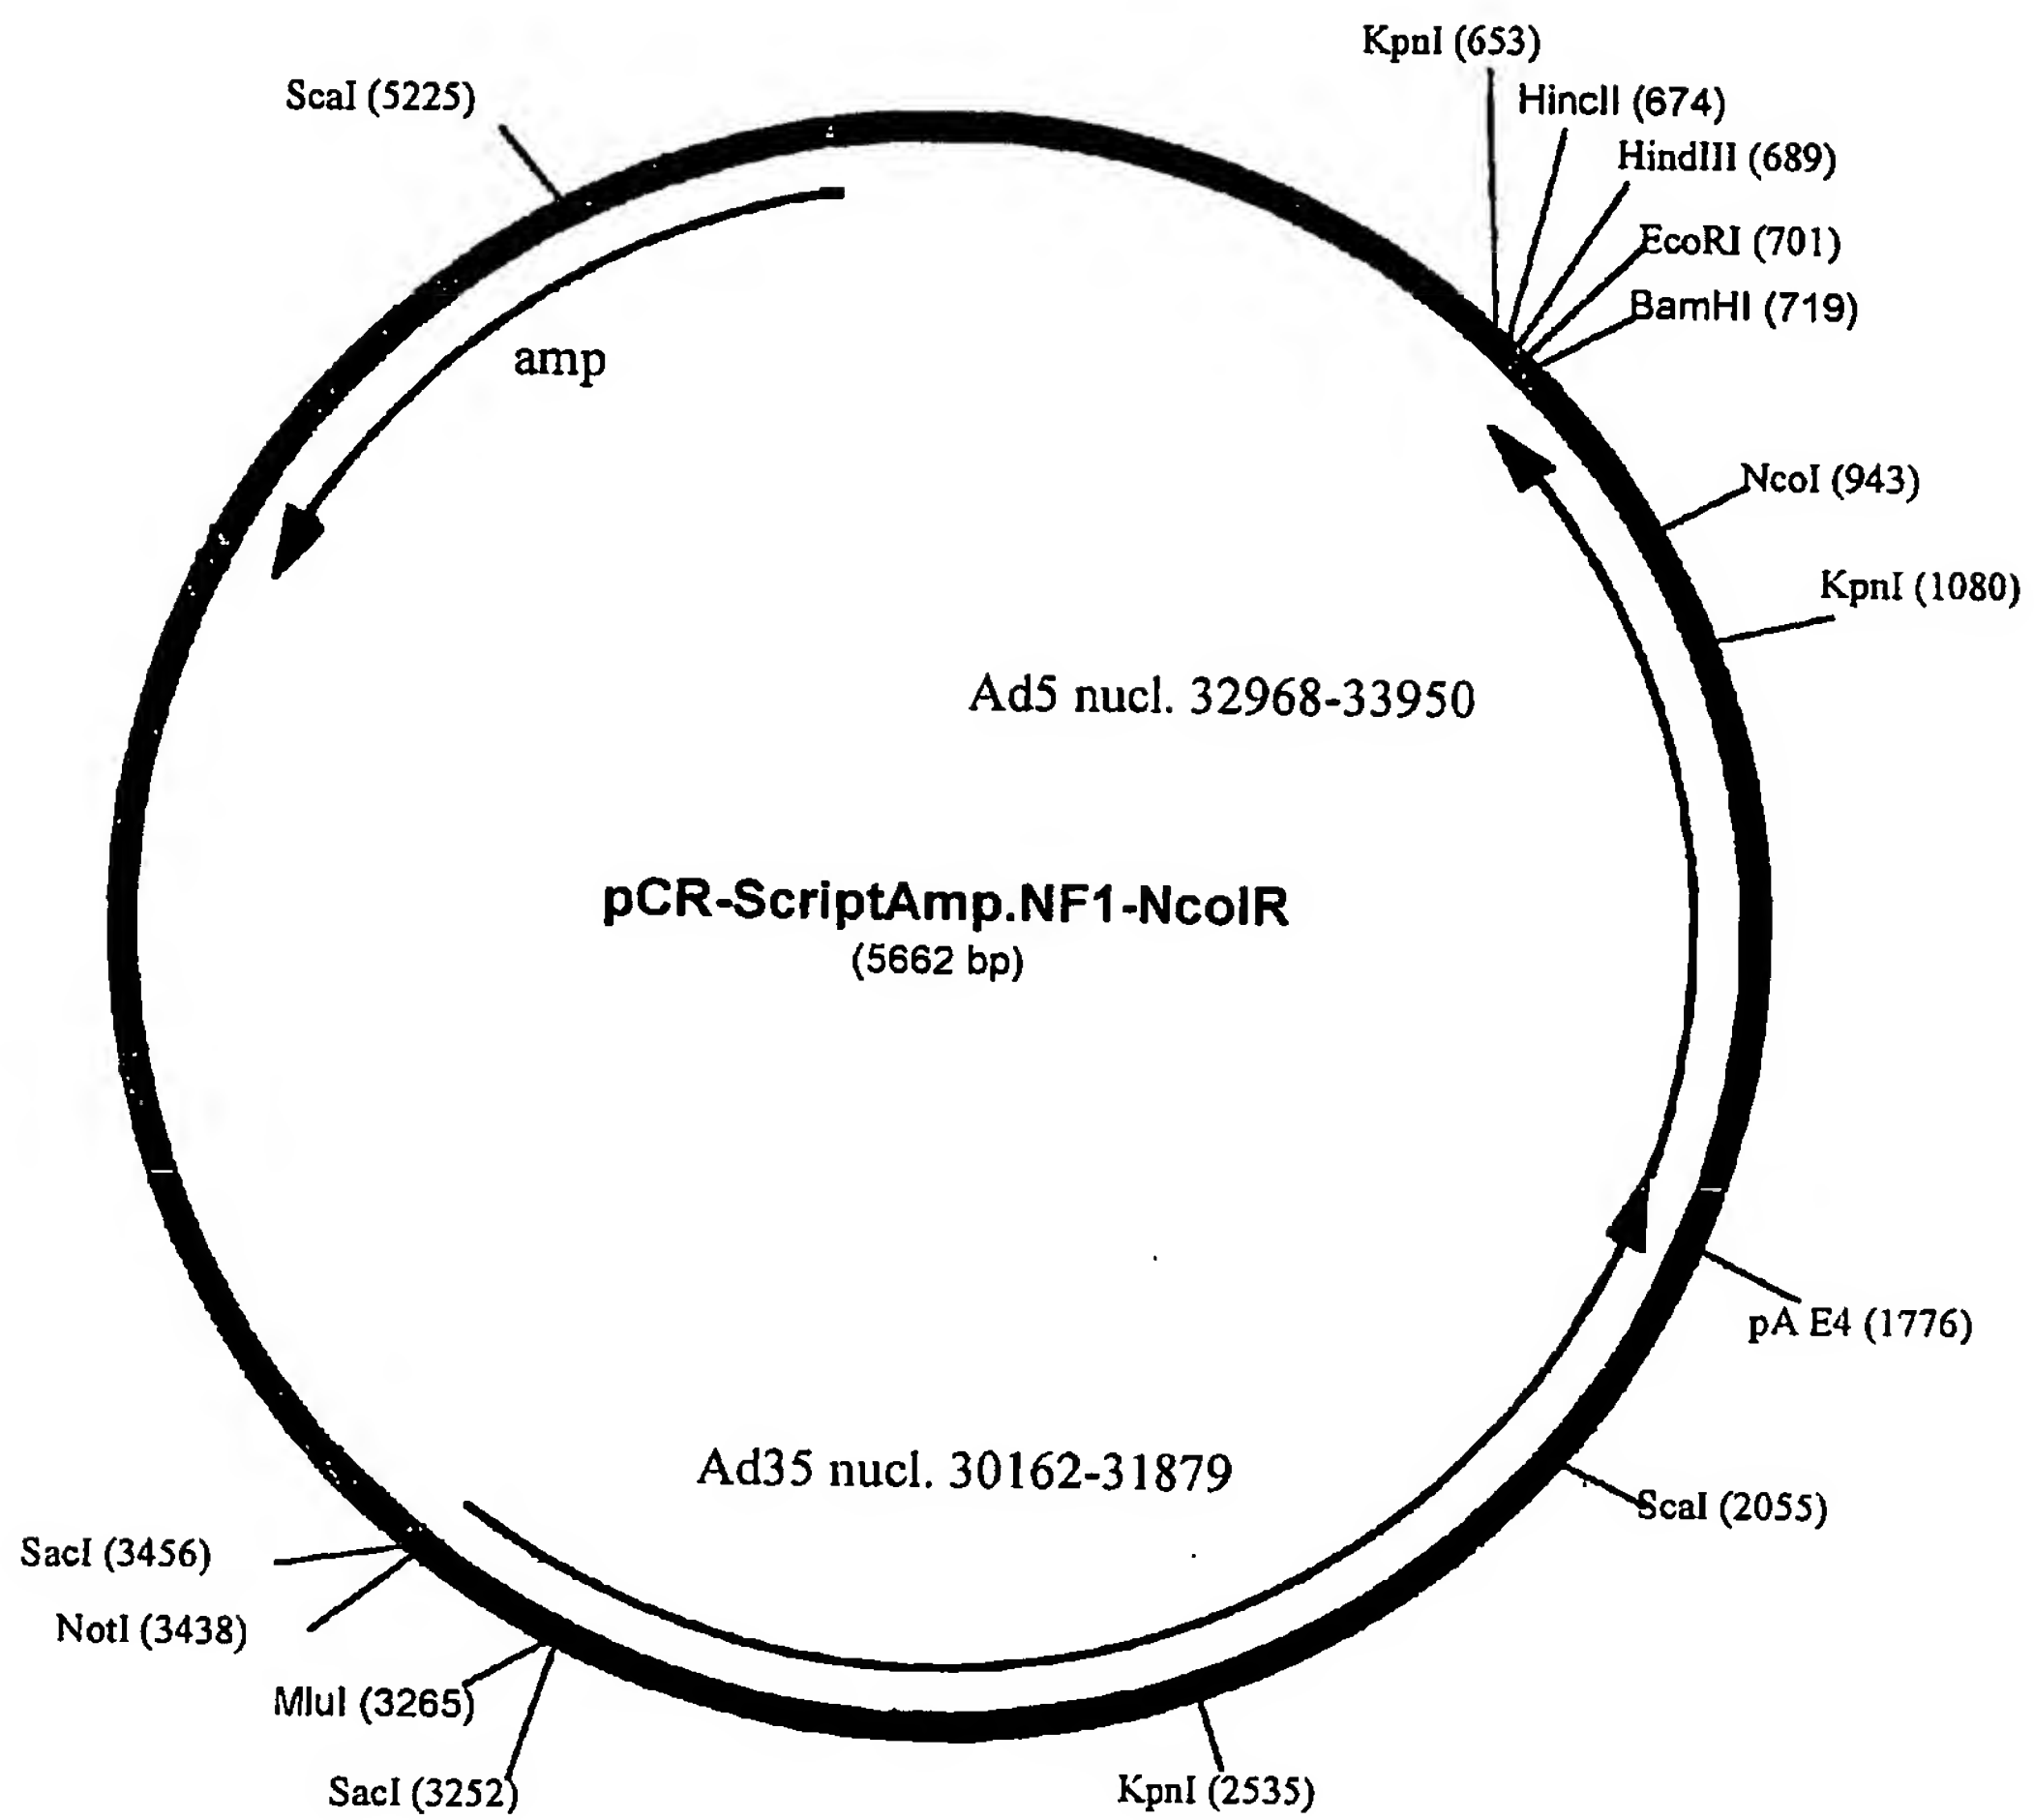 KpnI (653)
ScaI (5225)
HincII (674)
HindIII (689)
EcoRI (701)
BamHI (719)
amp
NcoI (943)
KpnI (1080)
Ad5 nucl. 32968-33950
pCR-ScriptAmp.NF1-NcoIR
(5662 bp)
pA E4 (1776)
Ad35 nucl. 30162-31879
ScaI (2055)
SacI (3456)
NotI (3438)
MluI (3265)
SacI (3252)
KpnI (2535)